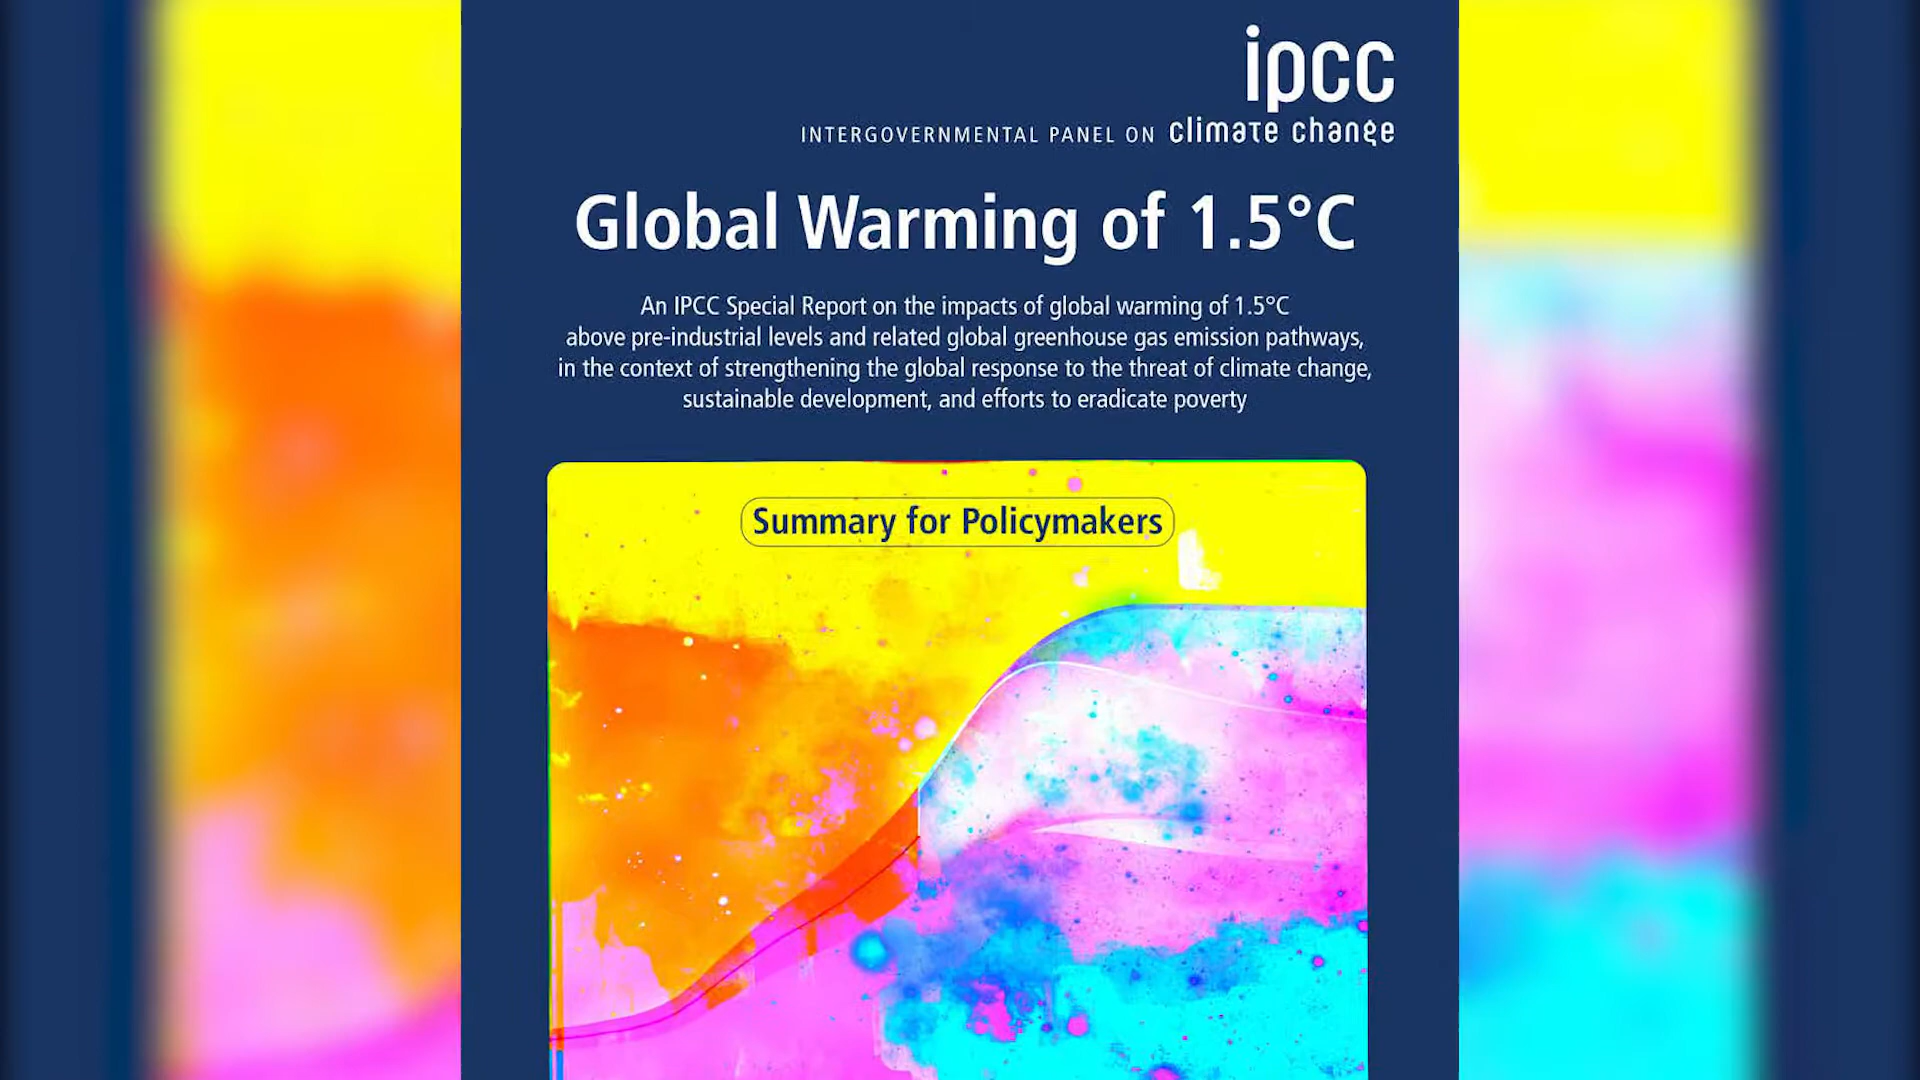 ipcc
INTERGOVERNMENTAL PANEL ON climate change
Global Warming of 1.5°C
An IPCC Special Report on the impacts of global warming of 1.5°C
above pre-industrial levels and related global greenhouse gas emission pathways,
in the context of strengthening the global response to the threat of climate change,
sustainable development, and efforts to eradicate poverty
Summary for Policymakers